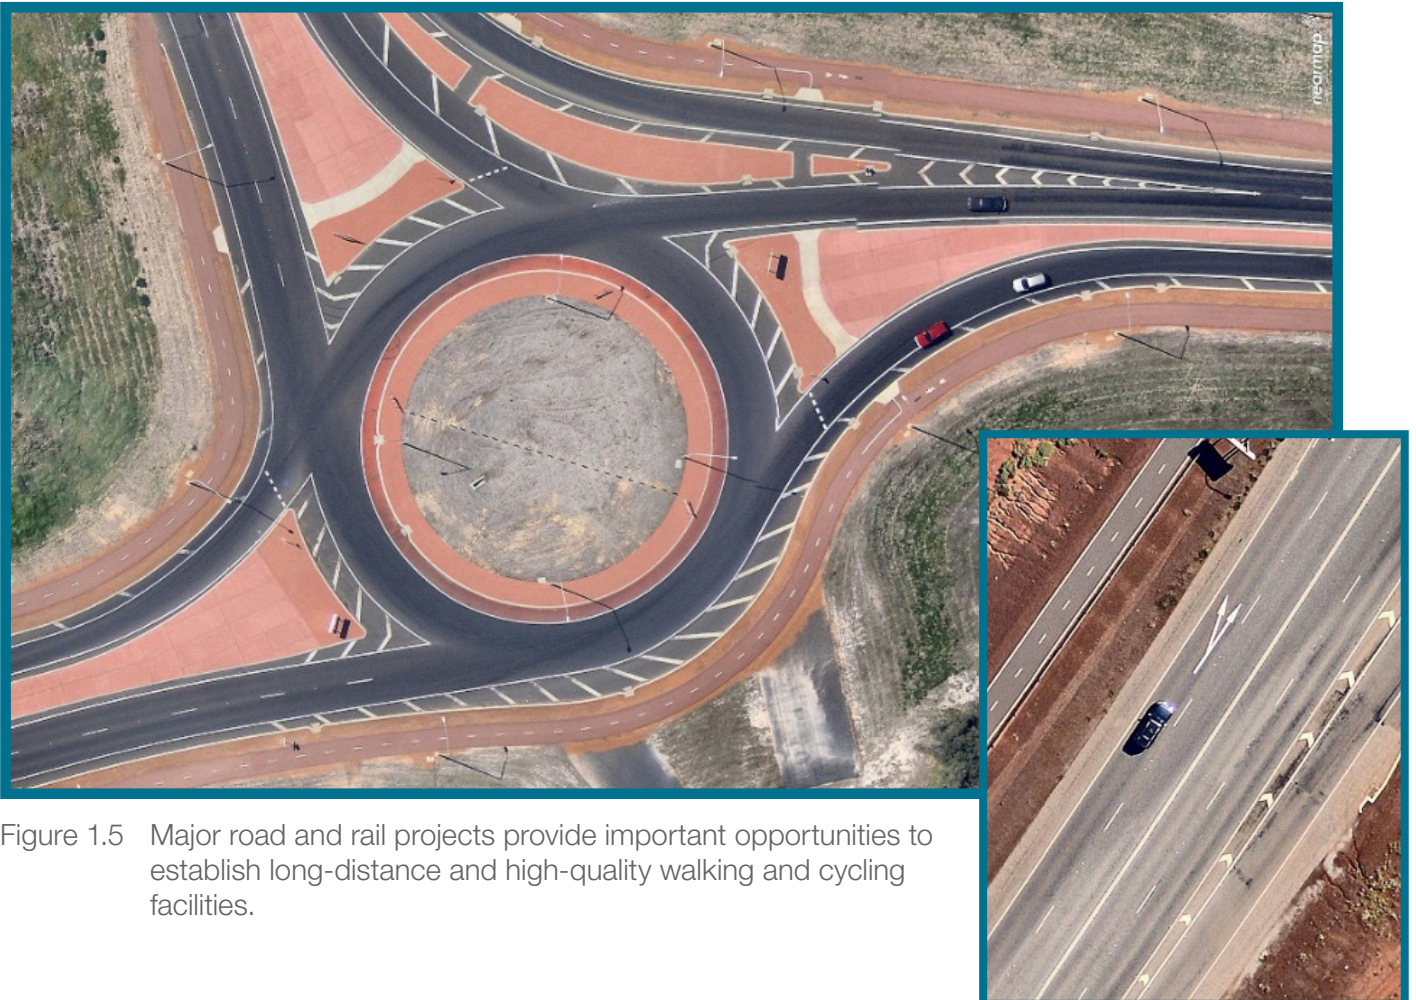 nearmap
Figure 1.5 Major road and rail projects provide important opportunities to
establish long-distance and high-quality walking and cycling
facilities.